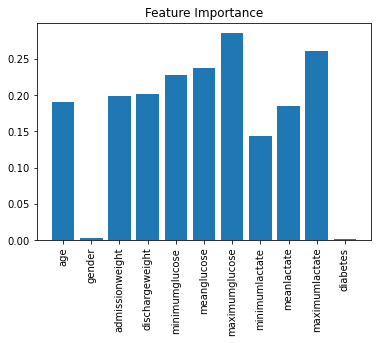 Feature Importance
0.25
0.20
0.15
0.10
0.05
0.00
age
gender
admissionweight
dischargeweight
minimumglucose
meanglucose
maximumglucose
minimumlactate
meanlactate
maximumlactate
diabetes